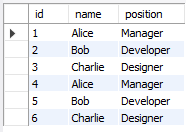 id name position
1 Alice Manager
2 Bob Developer
3 Charlie Designer
4 Alice Manager
5 Bob Developer
6 Charlie Designer